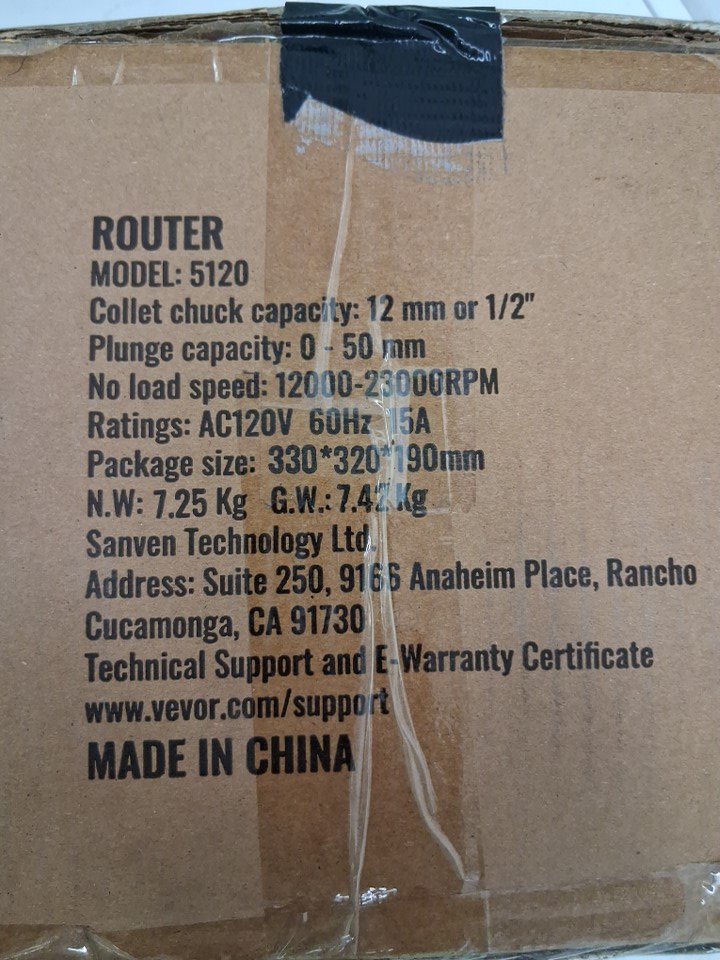 ROUTER
MODEL: 5120
Collet chuck capacity: 12 mm or 1/2"
Plunge capacity: 0 - 50 mm
No load speed: 12000-23000RPM
Ratings: AC120V 60Hz 15A
Package size: 330*320*190mm
N.W: 7.25 Kg G.W.: 7.42 Kg
Sanven Technology Ltd.
Address: Suite 250, 9166 Anaheim Place, Rancho
Cucamonga, CA 91730
Technical Support and E-Warranty Certificate
www.vevor.com/support
MADE IN CHINA